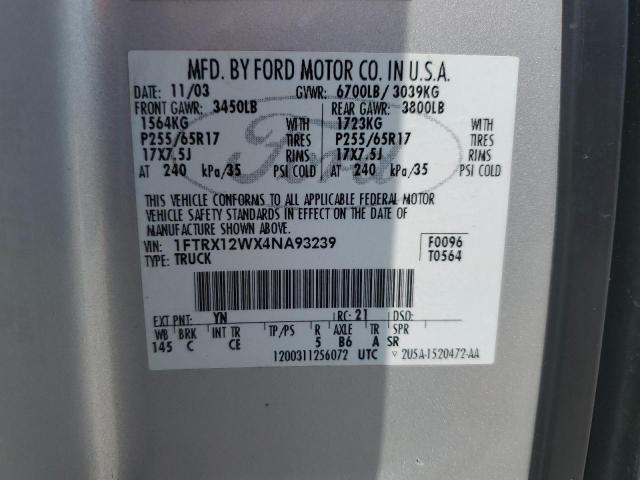 MFD. BY FORD MOTOR CO. IN U.S.A.
DATE: 11/03 GVWR: 6700LB/ 3039KG
FRONT GAWR: 3450LB REAR GAWR: 3800LB
1564KG WITH 1723KG WITH
P255/65R17 TIRES P255/65R17 TIRES
17X7.5J RIMS 17X7.5J RIMS
AT 240 kPa/35 PSI COLD AT 240 kPa/35 PSI COLD
Ford
THIS VEHICLE CONFORMS TO ALL APPLICABLE FEDERAL MOTOR
VEHICLE SAFETY STANDARDS IN EFFECT ON THE DATE OF
MANUFACTURE SHOWN ABOVE.
VIN: 1FTRX12WX4NA93239 F0096
TYPE: TRUCK T0564
EXT PNT: YN RC: 21 DSO:
WB BRK INT TR TP/PS R AXLE TR SPR
145 C CE 5 B6 A SR
1200311256072 UTC ▽ 2U5A-1520472-AA